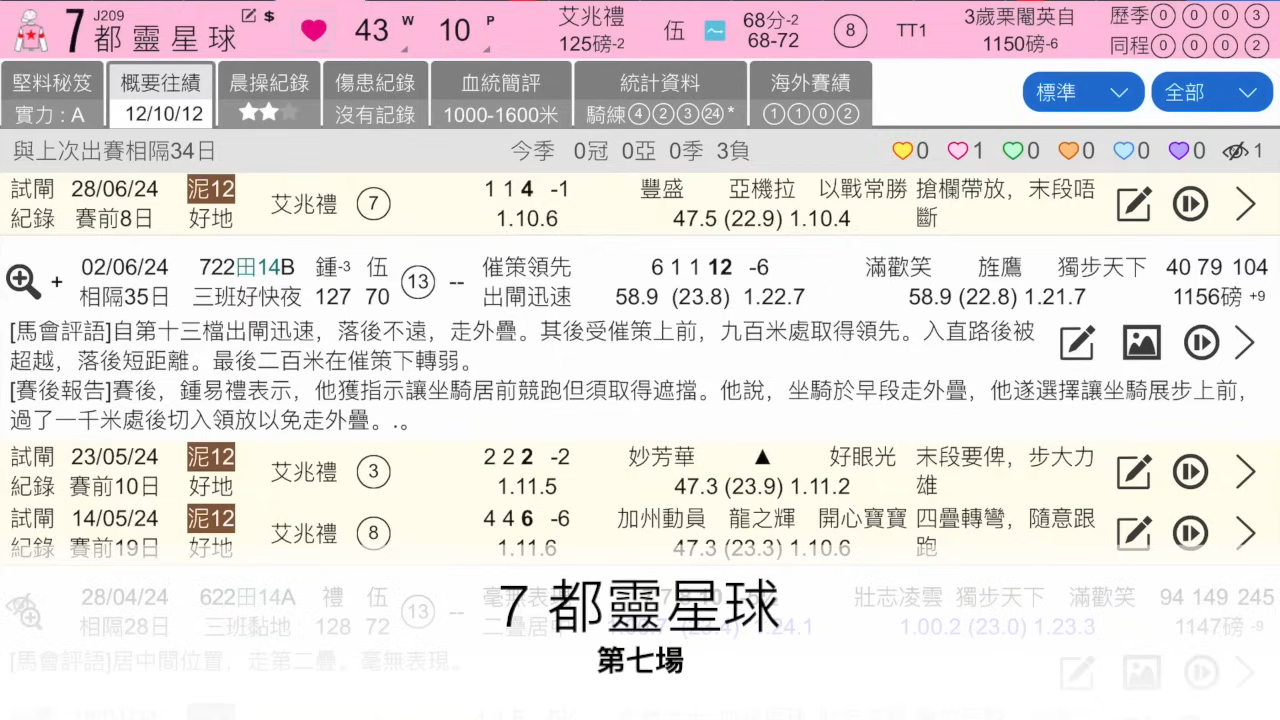 7 J209 $ 43 W 10 P 艾兆禮 伍 68分-2 8 TT1 3歲栗閹英自 歷季 0 0 0 3
都靈星球 125磅-2 68-72 1150磅-6 同程 0 0 0 2
堅料秘笈 概要往績 晨操紀錄 傷患紀錄 血統簡評 統計資料 海外賽績 標準 全部
實力 : A 12/10/12 ★★★ 沒有記錄 1000-1600米 騎練④②③㉔* ①①⓪②
與上次出賽相隔34日 今季 0冠 0亞 0季 3負 0 1 0 0 0 0 1
試閘 28/06/24 泥12 艾兆禮 7 1 1 4 -1 豐盛 亞機拉 以戰常勝 搶欄帶放，末段唔
紀錄 賽前8日 好地 1.10.6 47.5 (22.9) 1.10.4 斷
+ 02/06/24 722田14B 鍾-3 伍 13 -- 催策領先 6 1 1 12 -6 滿歡笑 旌鷹 獨步天下 40 79 104
相隔35日 三班好快夜 127 70 出閘迅速 58.9 (23.8) 1.22.7 58.9 (22.8) 1.21.7 1156磅 +9
[馬會評語]自第十三檔出閘迅速，落後不遠，走外疊。其後受催策上前，九百米處取得領先。入直路後被
超越，落後短距離。最後二百米在催策下轉弱。
[賽後報告]賽後，鍾易禮表示，他獲指示讓坐騎居前競跑但須取得遮擋。他說，坐騎於早段走外疊，他遂選擇讓坐騎展步上前，
過了一千米處後切入領放以免走外疊。.。
試閘 23/05/24 泥12 艾兆禮 3 2 2 2 -2 妙芳華 ▲ 好眼光 末段要俾，步大力
紀錄 賽前10日 好地 1.11.5 47.3 (23.9) 1.11.2 雄
試閘 14/05/24 泥12 艾兆禮 8 4 4 6 -6 加州動員 龍之輝 開心寶寶 四疊轉彎，隨意跟
紀錄 賽前19日 好地 1.11.6 47.3 (23.3) 1.10.6 跑
28/04/24 622田14A 禮 伍 13 -- 毫無表 壯志凌雲 獨步天下 滿歡笑 94 149 245
相隔28日 三班黏地 128 72 二疊居中 1.00.2 (23.0) 1.23.3 1147磅 -9
7 都靈星球
[馬會評語]居中間位置，走第二疊。毫無表現。
第七場